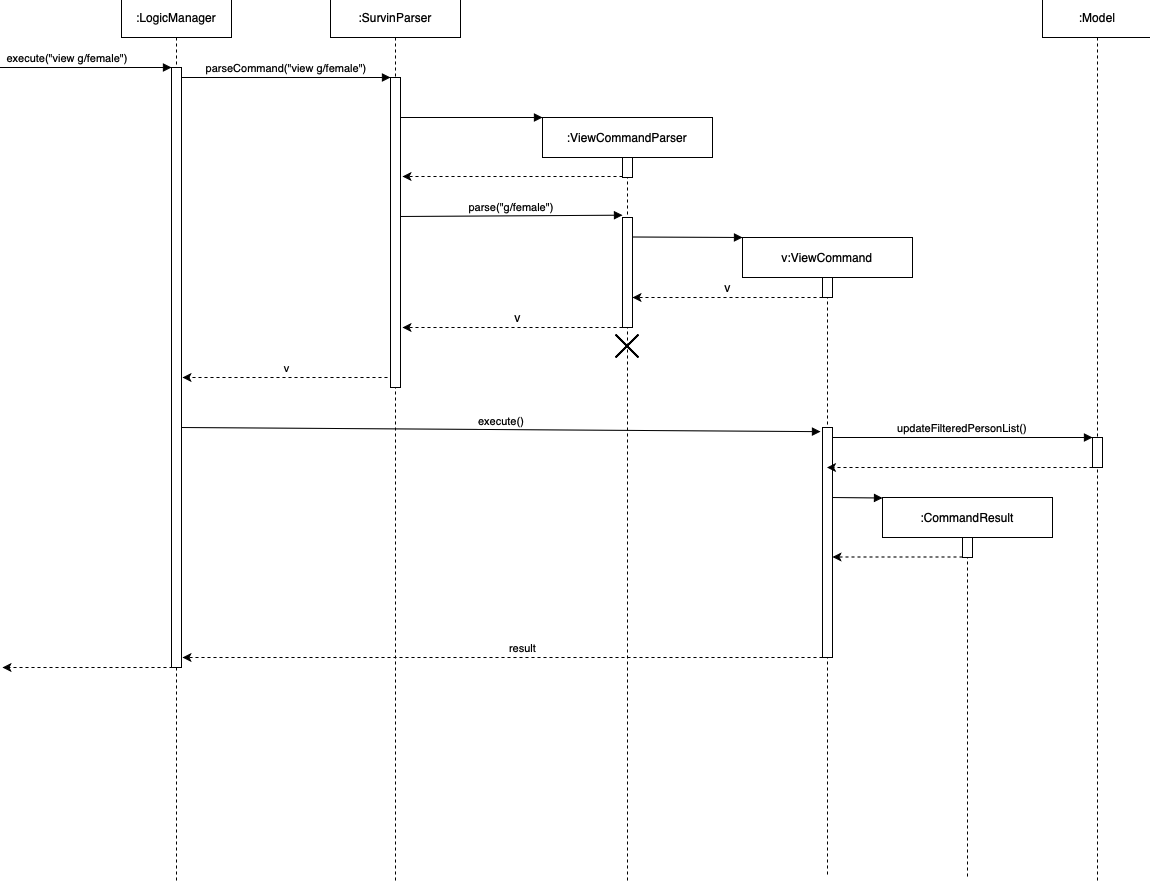 :LogicManager
:SurvinParser
:Model
execute("view g/female")
parseCommand("view g/female")
:ViewCommandParser
parse("g/female")
v:ViewCommand
v
v
v
execute()
updateFilteredPersonList()
:CommandResult
result